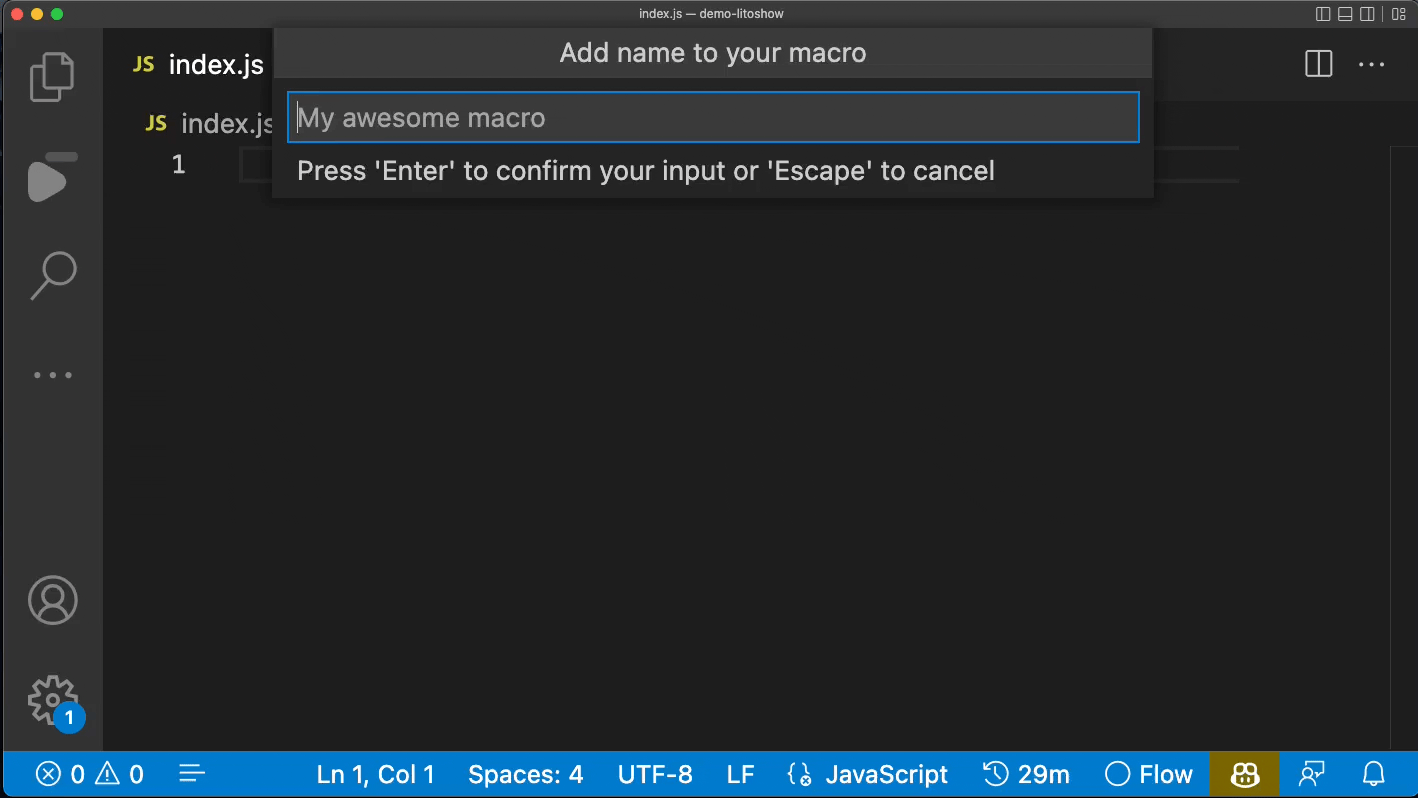 index.js — demo-litoshow
Add name to your macro
JS index.js
My awesome macro
JS index.js
Press 'Enter' to confirm your input or 'Escape' to cancel
1
1
0 0 Ln 1, Col 1 Spaces: 4 UTF-8 LF JavaScript 29m Flow